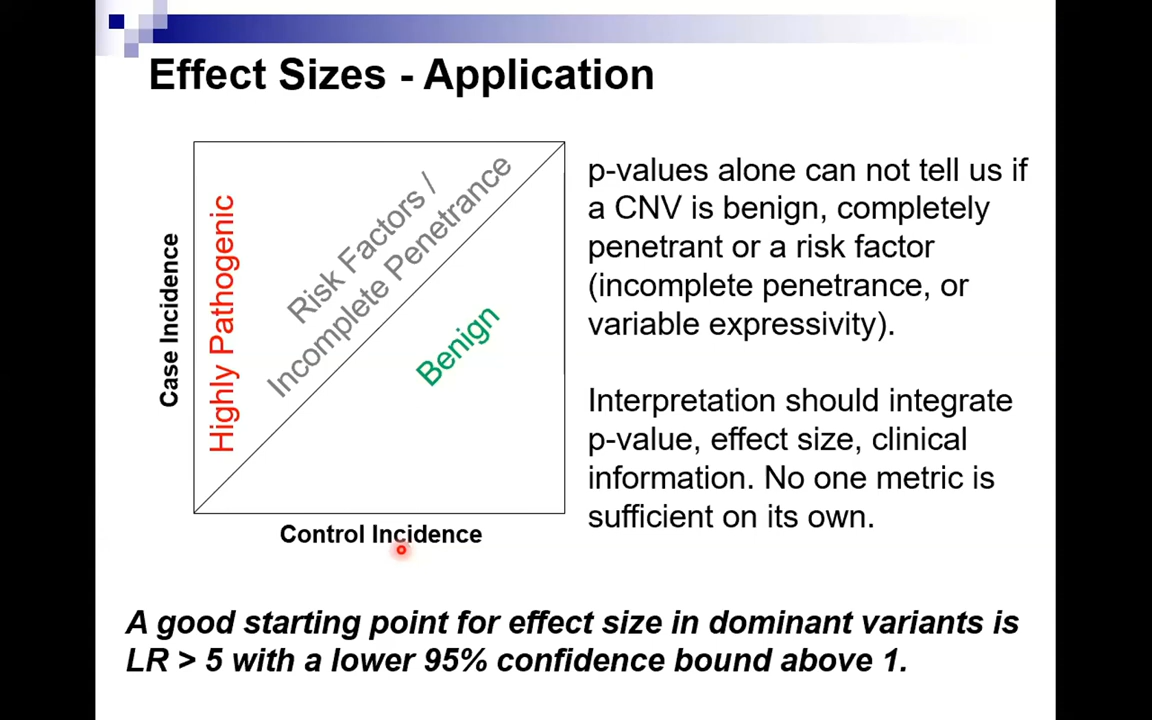 Effect Sizes - Application
Case Incidence
Highly Pathogenic
Risk Factors /
Incomplete Penetrance
Benign
Control Incidence
p-values alone can not tell us if
a CNV is benign, completely
penetrant or a risk factor
(incomplete penetrance, or
variable expressivity).
Interpretation should integrate
p-value, effect size, clinical
information. No one metric is
sufficient on its own.
A good starting point for effect size in dominant variants is
LR > 5 with a lower 95% confidence bound above 1.